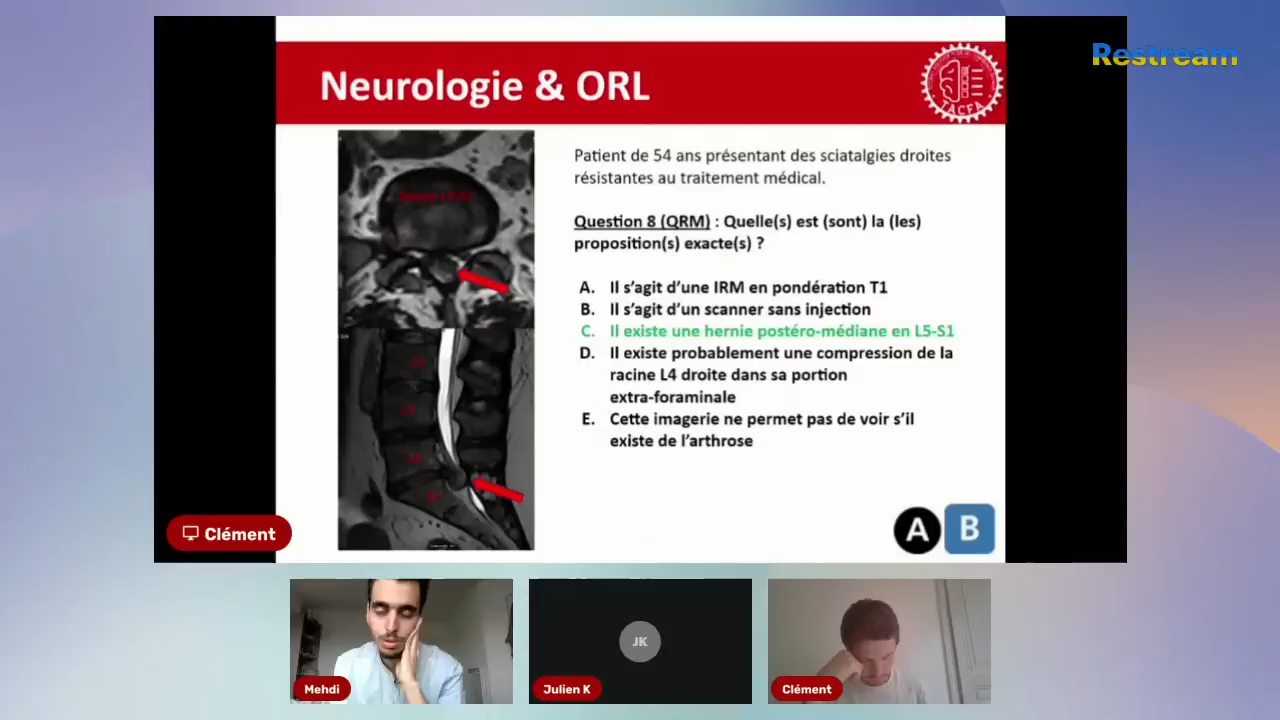 Restream
Neurologie & ORL
TACFA
Patient de 54 ans présentant des sciatalgies droites
résistantes au traitement médical.
Question 8 (QRM) : Quelle(s) est (sont) la (les)
proposition(s) exacte(s) ?
A. Il s’agit d’une IRM en pondération T1
B. Il s’agit d’un scanner sans injection
C. Il existe une hernie postéro-médiane en L5-S1
D. Il existe probablement une compression de la
racine L4 droite dans sa portion
extra-foraminale
E. Cette imagerie ne permet pas de voir s’il
existe de l’arthrose
A B
Clément
Mehdi
JK
Julien K
Clément